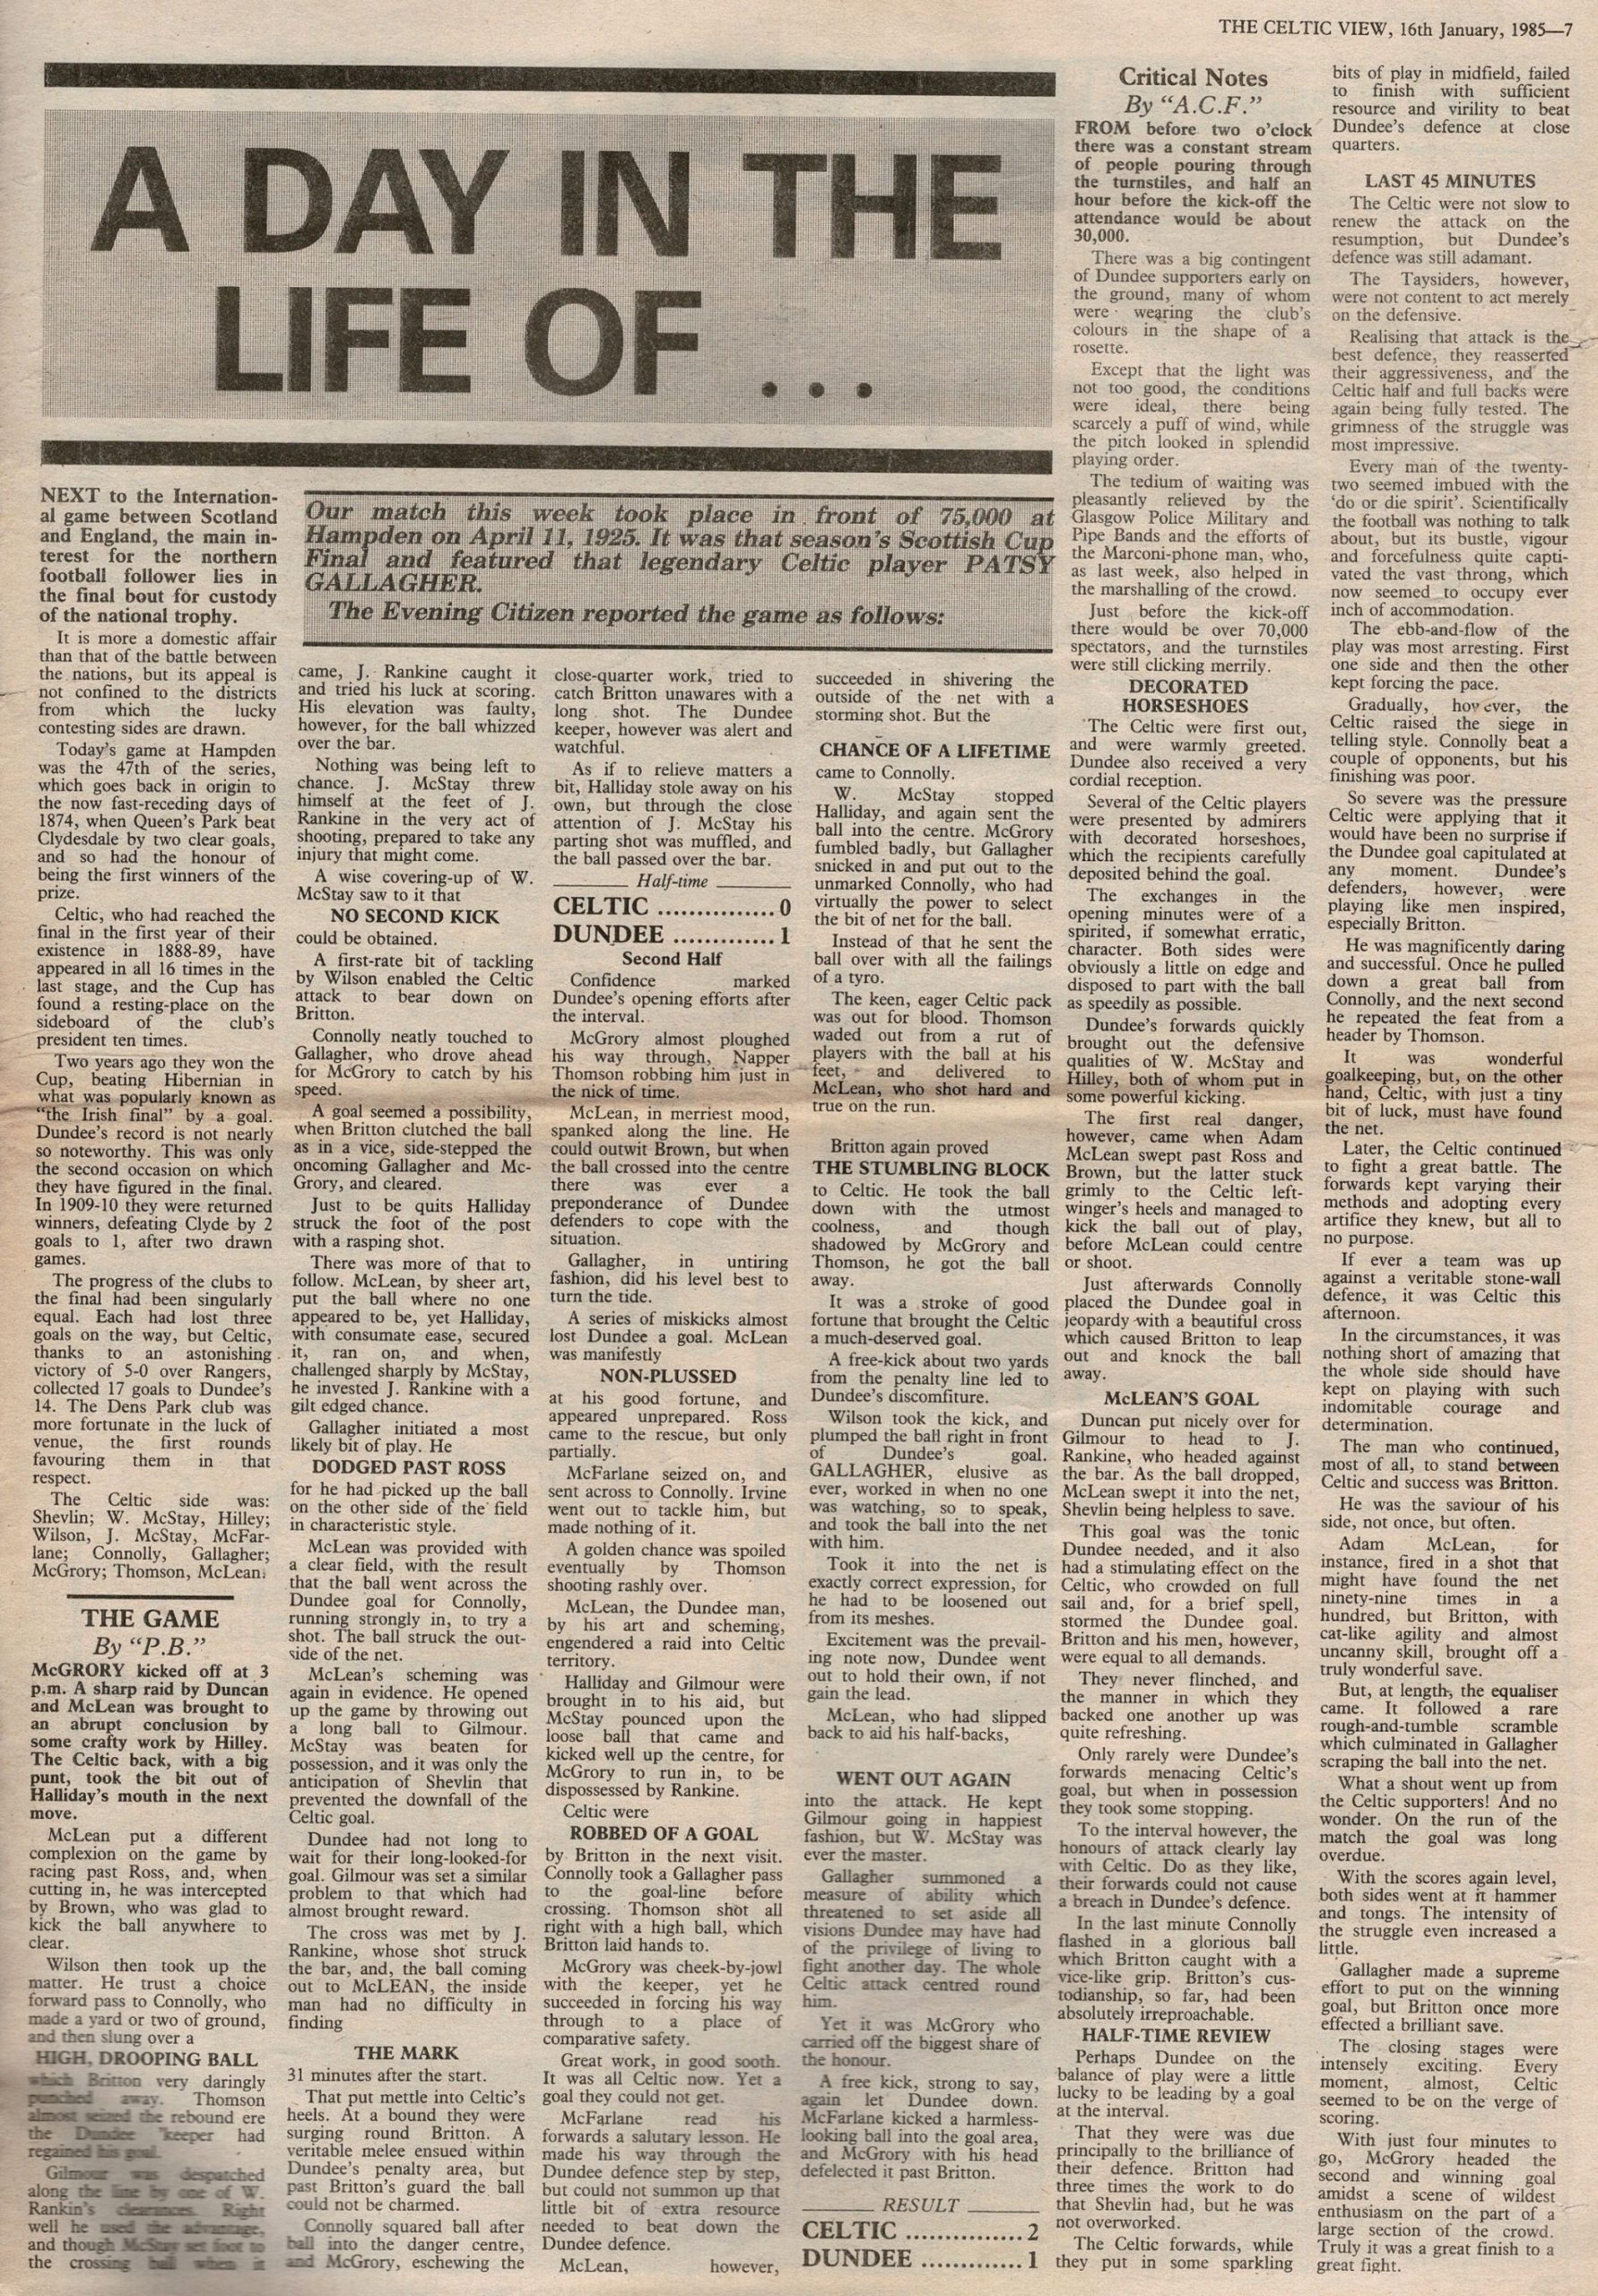 THE CELTIC VIEW, 16th January, 1985—7
A DAY IN THE
LIFE OF ...
NEXT to the Internation-
al game between Scotland
and England, the main in-
terest for the northern
football follower lies in
the final bout for custody
of the national trophy.
It is more a domestic affair
than that of the battle between
the nations, but its appeal is
not confined to the districts
from which the lucky
contesting sides are drawn.
Today's game at Hampden
was the 47th of the series,
which goes back in origin to
the now fast-receding days of
1874, when Queen's Park beat
Clydesdale by two clear goals,
and so had the honour of
being the first winners of the
prize.
Celtic, who had reached the
final in the first year of their
existence in 1888-89, have
appeared in all 16 times in the
last stage, and the Cup has
found a resting-place on the
sideboard of the club's
president ten times.
Two years ago they won the
Cup, beating Hibernian in
what was popularly known as
"the Irish final" by a goal.
Dundee's record is not nearly
so noteworthy. This was only
the second occasion on which
they have figured in the final.
In 1909-10 they were returned
winners, defeating Clyde by 2
goals to 1, after two drawn
games.
The progress of the clubs to
the final had been singularly
equal. Each had lost three
goals on the way, but Celtic,
thanks to an astonishing
victory of 5-0 over Rangers,
collected 17 goals to Dundee's
14. The Dens Park club was
more fortunate in the luck of
venue, the first rounds
favouring them in that
respect.
The Celtic side was:
Shevlin; W. McStay, Hilley;
Wilson, J. McStay, McFar-
lane; Connolly, Gallagher;
McGrory; Thomson, McLean.
THE GAME
By "P.B."
McGRORY kicked off at 3
p.m. A sharp raid by Duncan
and McLean was brought to
an abrupt conclusion by
some crafty work by Hilley.
The Celtic back, with a big
punt, took the bit out of
Halliday's mouth in the next
move.
McLean put a different
complexion on the game by
racing past Ross, and, when
cutting in, he was intercepted
by Brown, who was glad to
kick the ball anywhere to
clear.
Wilson then took up the
matter. He trust a choice
forward pass to Connolly, who
made a yard or two of ground,
and then slung over a
HIGH, DROOPING BALL
which Britton very daringly
punched away. Thomson
almost seized the rebound ere
the Dundee 'keeper had
regained his goal.
Gilmour was despatched
along the line by one of W.
Rankin's clearances. Right
well he used the advantage,
and though McStay set foot to
the crossing ball when it
Our match this week took place in front of 75,000 at
Hampden on April 11, 1925. It was that season's Scottish Cup
Final and featured that legendary Celtic player PATSY
GALLAGHER.
The Evening Citizen reported the game as follows:
came, J. Rankine caught it
and tried his luck at scoring.
His elevation was faulty,
however, for the ball whizzed
over the bar.
Nothing was being left to
chance. J. McStay threw
himself at the feet of J.
Rankine in the very act of
shooting, prepared to take any
injury that might come.
A wise covering-up of W.
McStay saw to it that
NO SECOND KICK
could be obtained.
A first-rate bit of tackling
by Wilson enabled the Celtic
attack to bear down on
Britton.
Connolly neatly touched to
Gallagher, who drove ahead
for McGrory to catch by his
speed.
A goal seemed a possibility,
when Britton clutched the ball
as in a vice, side-stepped the
oncoming Gallagher and Mc-
Grory, and cleared.
Just to be quits Halliday
struck the foot of the post
with a rasping shot.
There was more of that to
follow. McLean, by sheer art,
put the ball where no one
appeared to be, yet Halliday,
with consumate ease, secured
it, ran on, and when,
challenged sharply by McStay,
he invested J. Rankine with a
gilt edged chance.
Gallagher initiated a most
likely bit of play. He
DODGED PAST ROSS
for he had picked up the ball
on the other side of the field
in characteristic style.
McLean was provided with
a clear field, with the result
that the ball went across the
Dundee goal for Connolly,
running strongly in, to try a
shot. The ball struck the out-
side of the net.
McLean's scheming was
again in evidence. He opened
up the game by throwing out
a long ball to Gilmour.
McStay was beaten for
possession, and it was only the
anticipation of Shevlin that
prevented the downfall of the
Celtic goal.
Dundee had not long to
wait for their long-looked-for
goal. Gilmour was set a similar
problem to that which had
almost brought reward.
The cross was met by J.
Rankine, whose shot struck
the bar, and, the ball coming
out to McLEAN, the inside
man had no difficulty in
finding
THE MARK
31 minutes after the start.
That put mettle into Celtic's
heels. At a bound they were
surging round Britton. A
veritable melee ensued within
Dundee's penalty area, but
past Britton's guard the ball
could not be charmed.
Connolly squared ball after
ball into the danger centre,
and McGrory, eschewing the
close-quarter work, tried to
catch Britton unawares with a
long shot. The Dundee
keeper, however was alert and
watchful.
As if to relieve matters a
bit, Halliday stole away on his
own, but through the close
attention of J. McStay his
parting shot was muffled, and
the ball passed over the bar.
Half-time
CELTIC ............... 0
DUNDEE ............. 1
Second Half
Confidence marked
Dundee's opening efforts after
the interval.
McGrory almost ploughed
his way through, Napper
Thomson robbing him just in
the nick of time.
McLean, in merriest mood,
spanked along the line. He
could outwit Brown, but when
the ball crossed into the centre
there was ever a
preponderance of Dundee
defenders to cope with the
situation.
Gallagher, in untiring
fashion, did his level best to
turn the tide.
A series of miskicks almost
lost Dundee a goal. McLean
was manifestly
NON-PLUSSED
at his good fortune, and
appeared unprepared. Ross
came to the rescue, but only
partially.
McFarlane seized on, and
sent across to Connolly. Irvine
went out to tackle him, but
made nothing of it.
A golden chance was spoiled
eventually by Thomson
shooting rashly over.
McLean, the Dundee man,
by his art and scheming,
engendered a raid into Celtic
territory.
Halliday and Gilmour were
brought in to his aid, but
McStay pounced upon the
loose ball that came and
kicked well up the centre, for
McGrory to run in, to be
dispossessed by Rankine.
Celtic were
ROBBED OF A GOAL
by Britton in the next visit.
Connolly took a Gallagher pass
to the goal-line before
crossing. Thomson shot all
right with a high ball, which
Britton laid hands to.
McGrory was cheek-by-jowl
with the keeper, yet he
succeeded in forcing his way
through to a place of
comparative safety.
Great work, in good sooth.
It was all Celtic now. Yet a
goal they could not get.
McFarlane read his
forwards a salutary lesson. He
made his way through the
Dundee defence step by step,
but could not summon up that
little bit of extra resource
needed to beat down the
Dundee defence.
McLean, however,
succeeded in shivering the
outside of the net with a
storming shot. But the
CHANCE OF A LIFETIME
came to Connolly.
W. McStay stopped
Halliday, and again sent the
ball into the centre. McGrory
fumbled badly, but Gallagher
snicked in and put out to the
unmarked Connolly, who had
virtually the power to select
the bit of net for the ball.
Instead of that he sent the
ball over with all the failings
of a tyro.
The keen, eager Celtic pack
was out for blood. Thomson
waded out from a rut of
players with the ball at his
feet, and delivered to
McLean, who shot hard and
true on the run.
Britton again proved
THE STUMBLING BLOCK
to Celtic. He took the ball
down with the utmost
coolness, and though
shadowed by McGrory and
Thomson, he got the ball
away.
It was a stroke of good
fortune that brought the Celtic
a much-deserved goal.
A free-kick about two yards
from the penalty line led to
Dundee's discomfiture.
Wilson took the kick, and
plumped the ball right in front
of Dundee's goal.
GALLAGHER, elusive as
ever, worked in when no one
was watching, so to speak,
and took the ball into the net
with him.
Took it into the net is
exactly correct expression, for
he had to be loosened out
from its meshes.
Excitement was the prevail-
ing note now, Dundee went
out to hold their own, if not
gain the lead.
McLean, who had slipped
back to aid his half-backs,
WENT OUT AGAIN
into the attack. He kept
Gilmour going in happiest
fashion, but W. McStay was
ever the master.
Gallagher summoned a
measure of ability which
threatened to set aside all
visions Dundee may have had
of the privilege of living to
fight another day. The whole
Celtic attack centred round
him.
Yet it was McGrory who
carried off the biggest share of
the honour.
A free kick, strong to say,
again let Dundee down.
McFarlane kicked a harmless-
looking ball into the goal area,
and McGrory with his head
defelected it past Britton.
RESULT
CELTIC ............... 2
DUNDEE ............. 1
Critical Notes
By "A.C.F."
FROM before two o'clock
there was a constant stream
of people pouring through
the turnstiles, and half an
hour before the kick-off the
attendance would be about
30,000.
There was a big contingent
of Dundee supporters early on
the ground, many of whom
were wearing the club's
colours in the shape of a
rosette.
Except that the light was
not too good, the conditions
were ideal, there being
scarcely a puff of wind, while
the pitch looked in splendid
playing order.
The tedium of waiting was
pleasantly relieved by the
Glasgow Police Military and
Pipe Bands and the efforts of
the Marconi-phone man, who,
as last week, also helped in
the marshalling of the crowd.
Just before the kick-off
there would be over 70,000
spectators, and the turnstiles
were still clicking merrily.
DECORATED
HORSESHOES
The Celtic were first out,
and were warmly greeted.
Dundee also received a very
cordial reception.
Several of the Celtic players
were presented by admirers
with decorated horseshoes,
which the recipients carefully
deposited behind the goal.
The exchanges in the
opening minutes were of a
spirited, if somewhat erratic,
character. Both sides were
obviously a little on edge and
disposed to part with the ball
as speedily as possible.
Dundee's forwards quickly
brought out the defensive
qualities of W. McStay and
Hilley, both of whom put in
some powerful kicking.
The first real danger,
however, came when Adam
McLean swept past Ross and
Brown, but the latter stuck
grimly to the Celtic left-
winger's heels and managed to
kick the ball out of play,
before McLean could centre
or shoot.
Just afterwards Connolly
placed the Dundee goal in
jeopardy with a beautiful cross
which caused Britton to leap
out and knock the ball
away.
McLEAN'S GOAL
Duncan put nicely over for
Gilmour to head to J.
Rankine, who headed against
the bar. As the ball dropped,
McLean swept it into the net,
Shevlin being helpless to save.
This goal was the tonic
Dundee needed, and it also
had a stimulating effect on the
Celtic, who crowded on full
sail and, for a brief spell,
stormed the Dundee goal.
Britton and his men, however,
were equal to all demands.
They never flinched, and
the manner in which they
backed one another up was
quite refreshing.
Only rarely were Dundee's
forwards menacing Celtic's
goal, but when in possession
they took some stopping.
To the interval however, the
honours of attack clearly lay
with Celtic. Do as they like,
their forwards could not cause
a breach in Dundee's defence.
In the last minute Connolly
flashed in a glorious ball
which Britton caught with a
vice-like grip. Britton's cus-
todianship, so far, had been
absolutely irreproachable.
HALF-TIME REVIEW
Perhaps Dundee on the
balance of play were a little
lucky to be leading by a goal
at the interval.
That they were was due
principally to the brilliance of
their defence. Britton had
three times the work to do
that Shevlin had, but he was
not overworked.
The Celtic forwards, while
they put in some sparkling
bits of play in midfield, failed
to finish with sufficient
resource and virility to beat
Dundee's defence at close
quarters.
LAST 45 MINUTES
The Celtic were not slow to
renew the attack on the
resumption, but Dundee's
defence was still adamant.
The Taysiders, however,
were not content to act merely
on the defensive.
Realising that attack is the
best defence, they reasserted
their aggressiveness, and the
Celtic half and full backs were
again being fully tested. The
grimness of the struggle was
most impressive.
Every man of the twenty-
two seemed imbued with the
'do or die spirit'. Scientifically
the football was nothing to talk
about, but its bustle, vigour
and forcefulness quite capti-
vated the vast throng, which
now seemed to occupy ever
inch of accommodation.
The ebb-and-flow of the
play was most arresting. First
one side and then the other
kept forcing the pace.
Gradually, however, the
Celtic raised the siege in
telling style. Connolly beat a
couple of opponents, but his
finishing was poor.
So severe was the pressure
Celtic were applying that it
would have been no surprise if
the Dundee goal capitulated at
any moment. Dundee's
defenders, however, were
playing like men inspired,
especially Britton.
He was magnificently daring
and successful. Once he pulled
down a great ball from
Connolly, and the next second
he repeated the feat from a
header by Thomson.
It was wonderful
goalkeeping, but, on the other
hand, Celtic, with just a tiny
bit of luck, must have found
the net.
Later, the Celtic continued
to fight a great battle. The
forwards kept varying their
methods and adopting every
artifice they knew, but all to
no purpose.
If ever a team was up
against a veritable stone-wall
defence, it was Celtic this
afternoon.
In the circumstances, it was
nothing short of amazing that
the whole side should have
kept on playing with such
indomitable courage and
determination.
The man who continued,
most of all, to stand between
Celtic and success was Britton.
He was the saviour of his
side, not once, but often.
Adam McLean, for
instance, fired in a shot that
might have found the net
ninety-nine times in a
hundred, but Britton, with
cat-like agility and almost
uncanny skill, brought off a
truly wonderful save.
But, at length, the equaliser
came. It followed a rare
rough-and-tumble scramble
which culminated in Gallagher
scraping the ball into the net.
What a shout went up from
the Celtic supporters! And no
wonder. On the run of the
match the goal was long
overdue.
With the scores again level,
both sides went at it hammer
and tongs. The intensity of
the struggle even increased a
little.
Gallagher made a supreme
effort to put on the winning
goal, but Britton once more
effected a brilliant save.
The closing stages were
intensely exciting. Every
moment, almost, Celtic
seemed to be on the verge of
scoring.
With just four minutes to
go, McGrory headed the
second and winning goal
amidst a scene of wildest
enthusiasm on the part of a
large section of the crowd.
Truly it was a great finish to a
great fight.